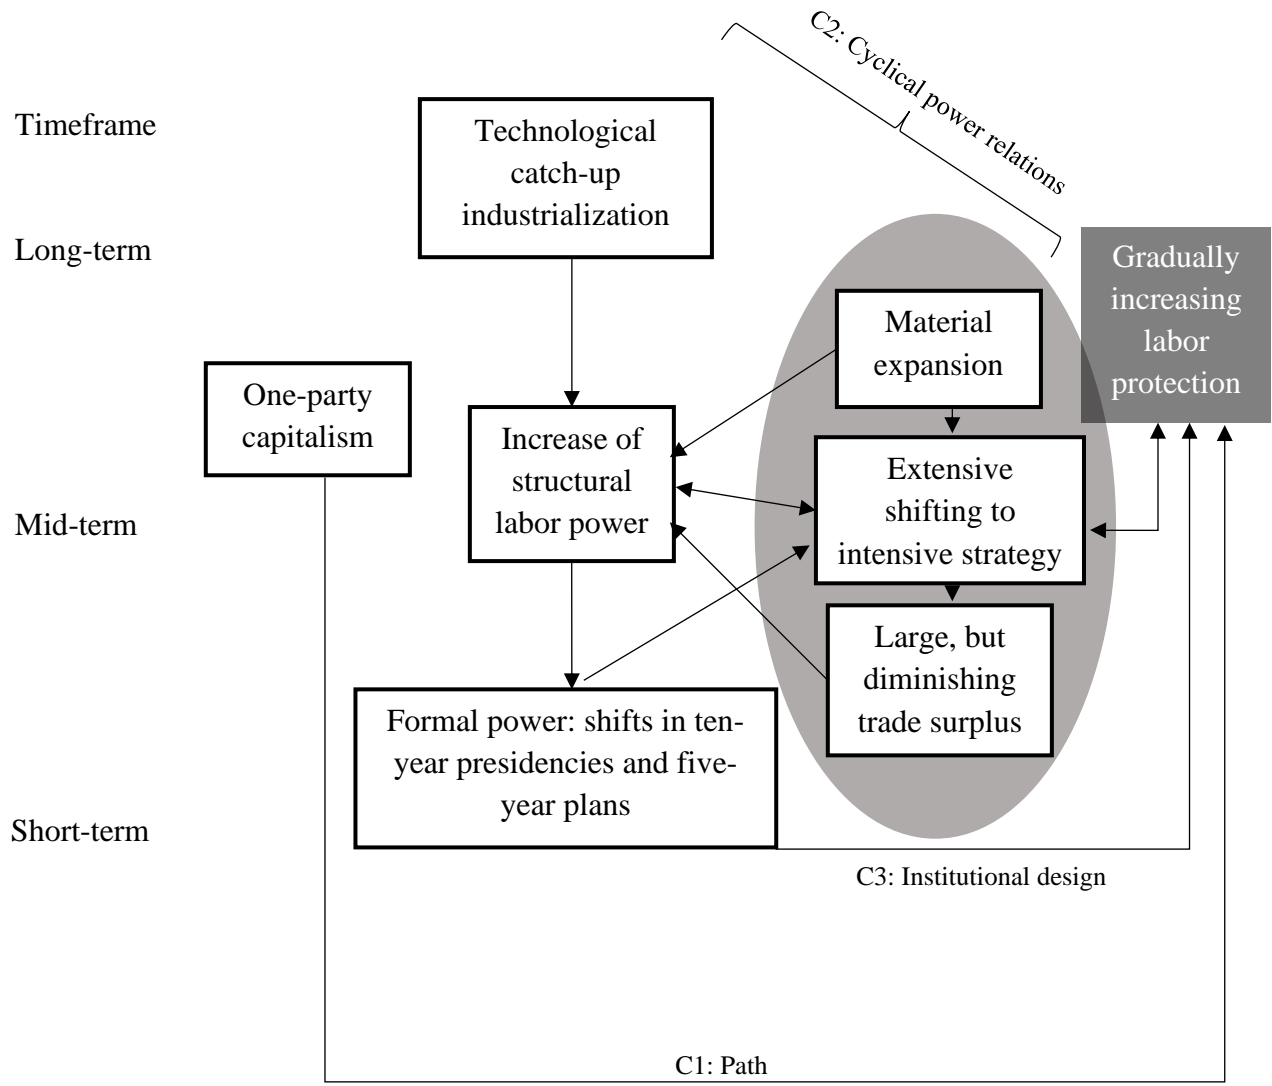 C2: Cyclical power relations
Timeframe
Technological
catch-up
industrialization
Long-term
Gradually
increasing
labor
protection
Material
expansion
One-party
capitalism
Increase of
structural
labor power
Extensive
shifting to
intensive strategy
Mid-term
Large, but
diminishing
trade surplus
Formal power: shifts in ten-
year presidencies and five-
year plans
Short-term
C3: Institutional design
C1: Path